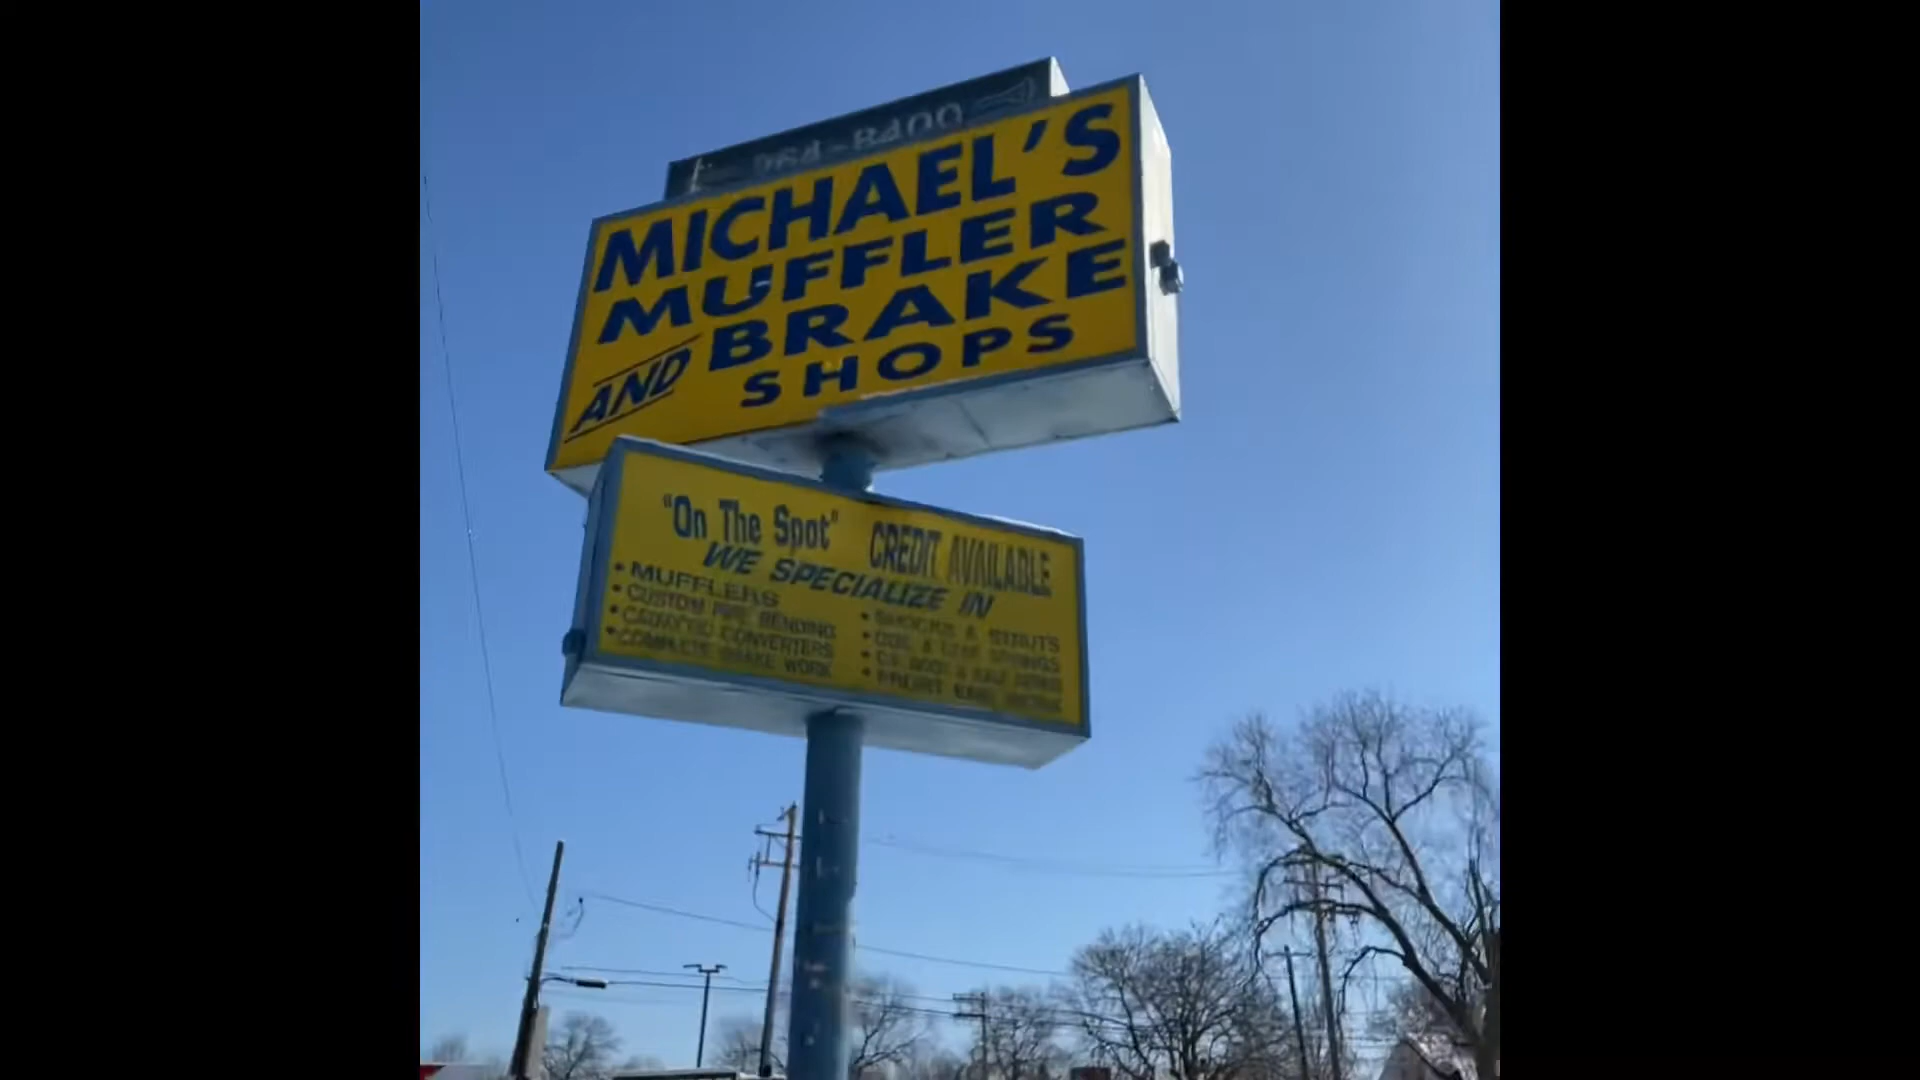 MICHAEL'S
MUFFLER
AND BRAKE
SHOPS
"On The Spot" CREDIT AVAILABLE
WE SPECIALIZE IN
• MUFFLERS
• CUSTOM PIPE BENDING
CONVERTERS
• COMPLETE BRAKE WORK
• SHOCKS & STRUTS
SPRINGS